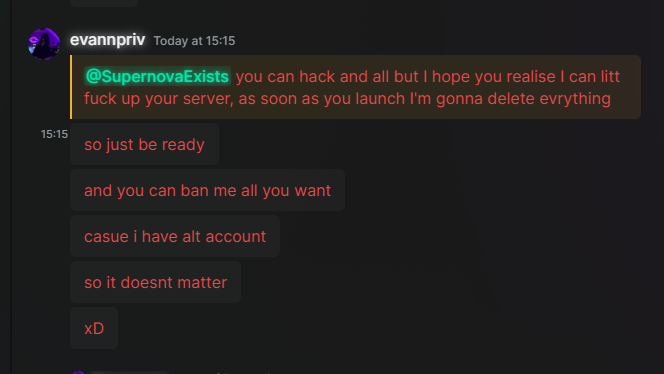 evannpriv Today at 15:15
@SupernovaExists you can hack and all but I hope you realise I can litt
fuck up your server, as soon as you launch I'm gonna delete evrything
15:15 so just be ready
and you can ban me all you want
casue i have alt account
so it doesnt matter
xD